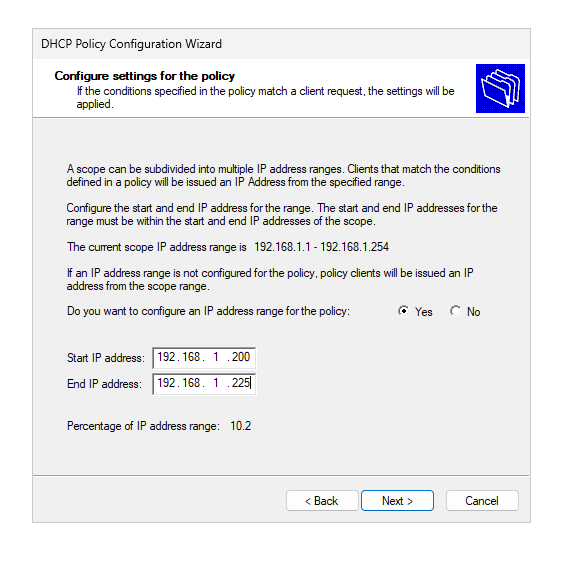 DHCP Policy Configuration Wizard
Configure settings for the policy
If the conditions specified in the policy match a client request, the settings will be
applied.
A scope can be subdivided into multiple IP address ranges. Clients that match the conditions
defined in a policy will be issued an IP Address from the specified range.
Configure the start and end IP address for the range. The start and end IP addresses for the
range must be within the start and end IP addresses of the scope.
The current scope IP address range is 192.168.1.1 - 192.168.1.254
If an IP address range is not configured for the policy, policy clients will be issued an IP
address from the scope range.
Do you want to configure an IP address range for the policy: Yes No
Start IP address: 192 . 168 . 1 . 200
End IP address: 192 . 168 . 1 . 225
Percentage of IP address range: 10.2
< Back Next > Cancel